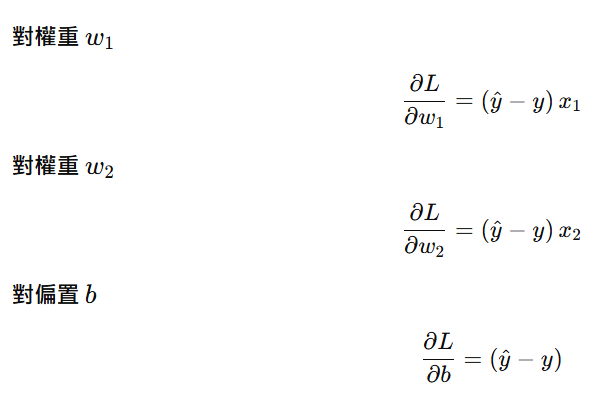 對權重 w₁
∂L/∂w₁ = (ŷ − y) x₁
對權重 w₂
∂L/∂w₂ = (ŷ − y) x₂
對偏置 b
∂L/∂b = (ŷ − y)